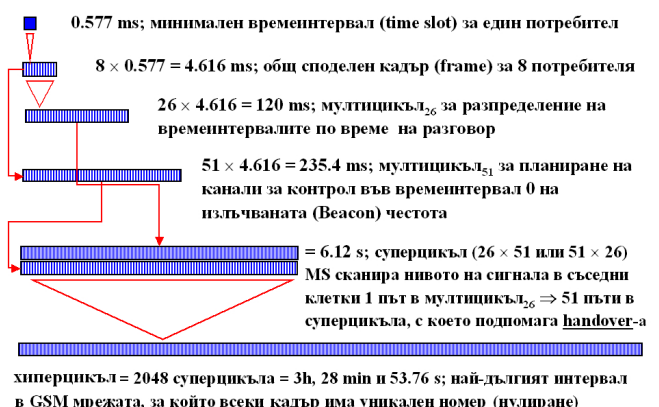 0.577 ms; минимален времеинтервал (time slot) за един потребител
8 × 0.577 = 4.616 ms; общ споделен кадър (frame) за 8 потребителя
26 × 4.616 = 120 ms; мултицикъл₂₆ за разпределение на
времеинтервалите по време на разговор
51 × 4.616 = 235.4 ms; мултицикъл₅₁ за планиране на
канали за контрол във времеинтервал 0 на
излъчваната (Beacon) честота
= 6.12 s; суперцикъл (26 × 51 или 51 × 26)
MS сканира нивото на сигнала в съседни
клетки 1 път в мултицикъл₂₆ ⇒ 51 пъти в
суперцикъла, с което подпомага handover-а
хиперцикъл = 2048 суперцикъла = 3h, 28 min и 53.76 s; най-дългият интервал
в GSM мрежата, за който всеки кадър има уникален номер (нулиране)